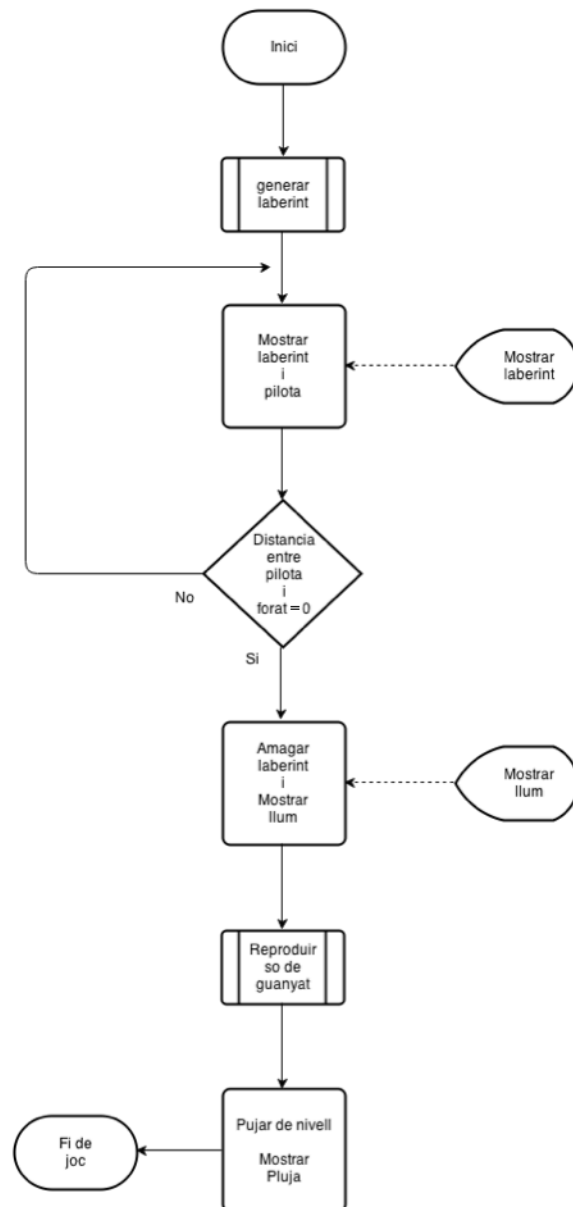 Inici
generar
laberint
Mostrar
laberint
i
pilota
Mostrar
laberint
Distancia
entre
pilota
i
forat=0
No
Si
Amagar
laberint
i
Mostrar
llum
Mostrar
llum
Reproduir
so de
guanyat
Pujar de nivell
Mostrar
Pluja
Fi de
joc